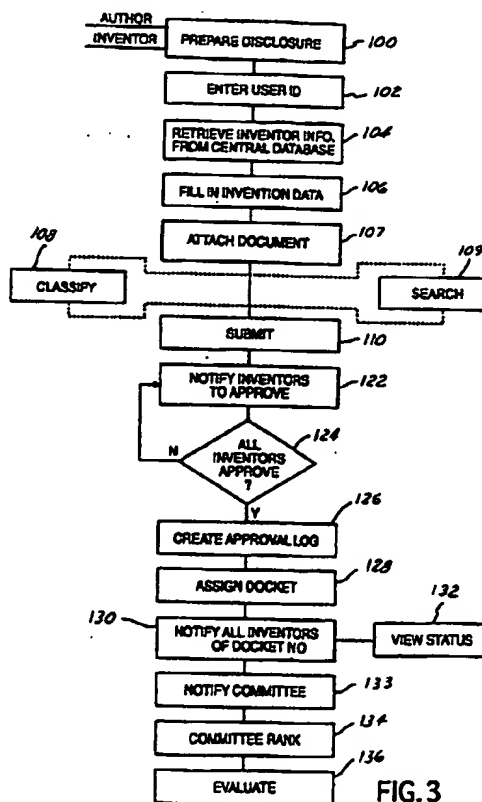 AUTHOR
INVENTOR
PREPARE DISCLOSURE
100
ENTER USER ID
102
RETRIEVE INVENTOR INFO.
FROM CENTRAL DATABASE
104
FILL IN INVENTION DATA
106
ATTACH DOCUMENT
107
108
CLASSIFY
109
SEARCH
SUBMIT
110
NOTIFY INVENTORS
TO APPROVE
122
ALL
INVENTORS
APPROVE
?
124
N
Y
CREATE APPROVAL LOG
126
ASSIGN DOCKET
128
130
NOTIFY ALL INVENTORS
OF DOCKET NO
132
VIEW STATUS
NOTIFY COMMITTEE
133
COMMITTEE RANK
134
EVALUATE
136
FIG.3